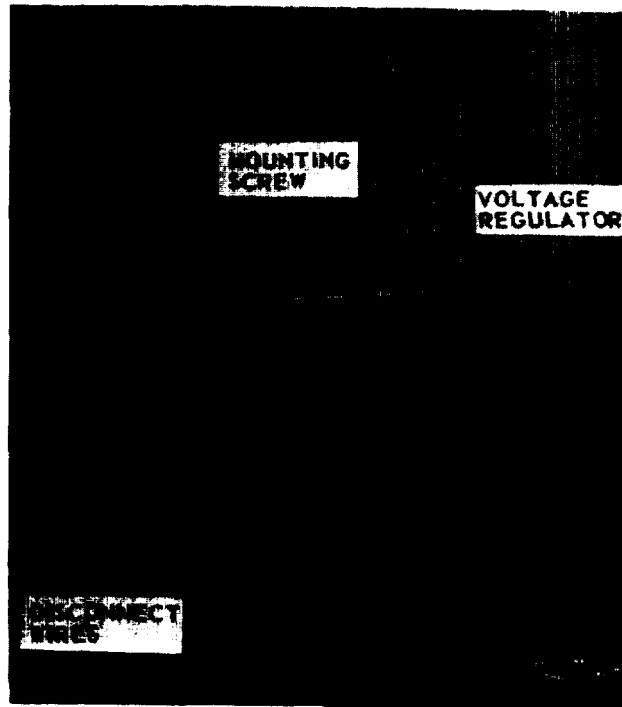 MOUNTING
SCREW
VOLTAGE
REGULATOR
DISCONNECT
WIRES